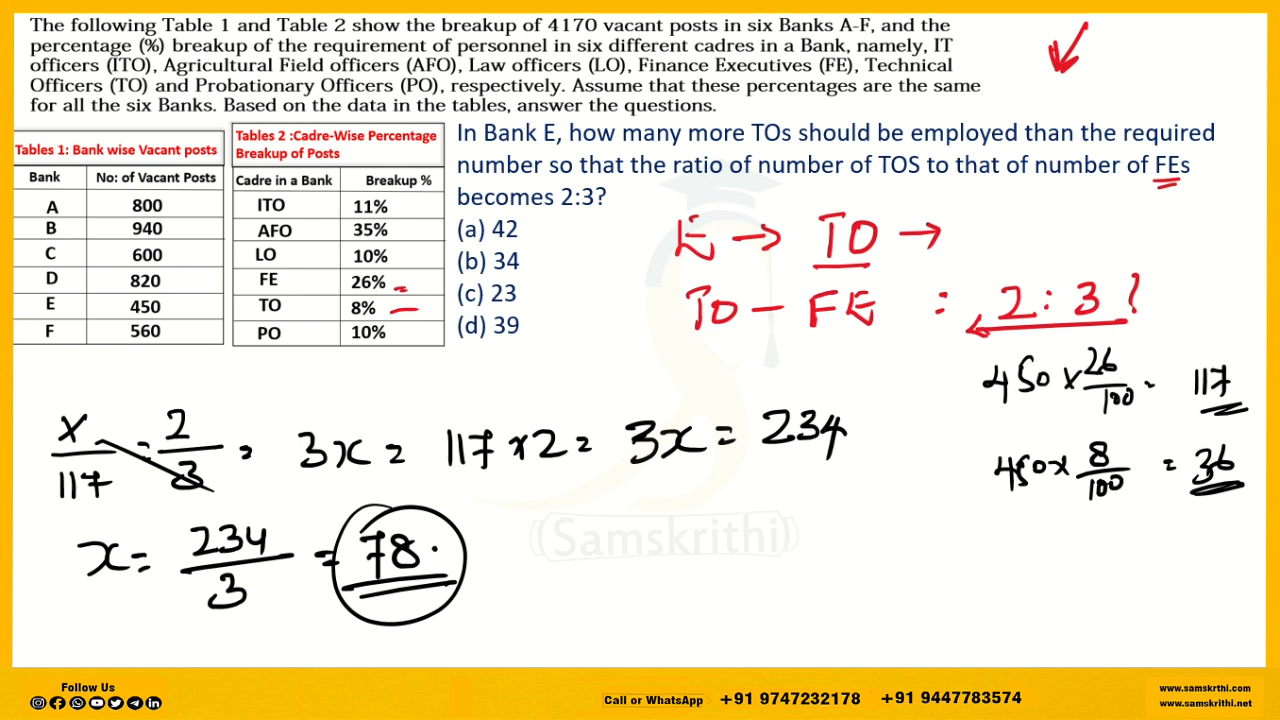 The following Table 1 and Table 2 show the breakup of 4170 vacant posts in six Banks A-F, and the
percentage (%) breakup of the requirement of personnel in six different cadres in a Bank, namely, IT
officers (ITO), Agricultural Field officers (AFO), Law officers (LO), Finance Executives (FE), Technical
Officers (TO) and Probationary Officers (PO), respectively. Assume that these percentages are the same
for all the six Banks. Based on the data in the tables, answer the questions.
Tables 1: Bank wise Vacant posts
Bank No: of Vacant Posts
A 800
B 940
C 600
D 820
E 450
F 560
Tables 2 :Cadre-Wise Percentage
Breakup of Posts
Cadre in a Bank Breakup %
ITO 11%
AFO 35%
LO 10%
FE 26%
TO 8%
PO 10%
In Bank E, how many more TOs should be employed than the required
number so that the ratio of number of TOS to that of number of FEs
becomes 2:3?
(a) 42
(b) 34
(c) 23
(d) 39
E → TO →
TO — FE : 2:3?
450 x 26/100 = 117
450 x 8/100 = 36
x/117 = 2/3 = 3x = 117 x 2 = 3x = 234
x = 234/3 = 78.
(Samskrithi)
Follow Us
Call or WhatsApp +91 9747232178 +91 9447783574
www.samskrthi.com
www.samskrithi.net